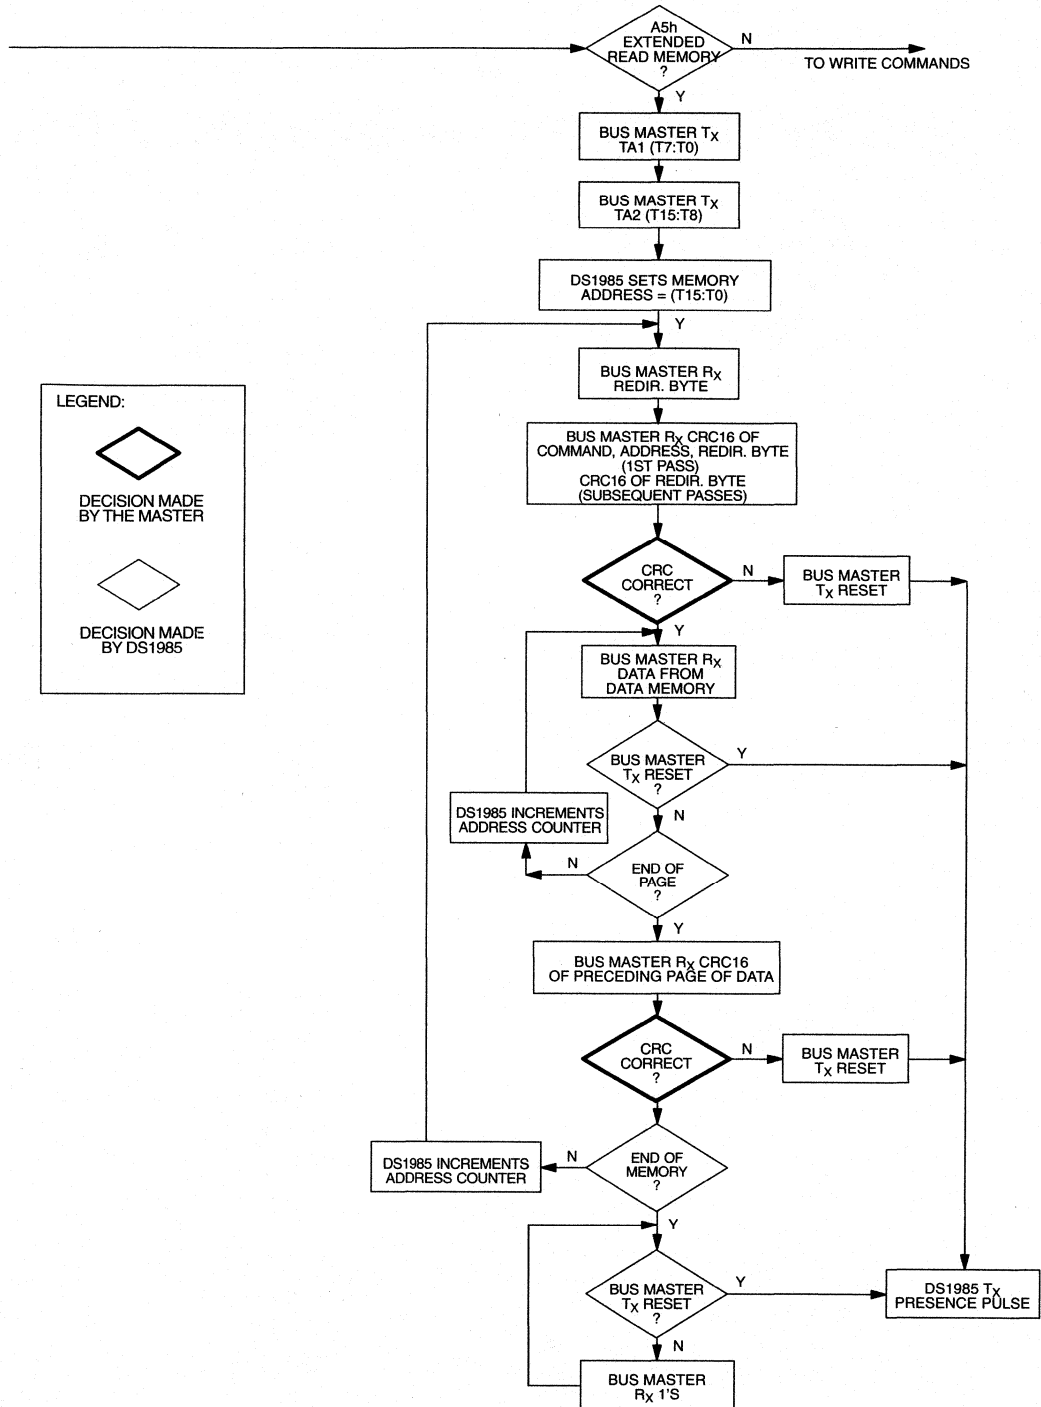 A5h
EXTENDED
READ MEMORY
?
N
TO WRITE COMMANDS
Y
BUS MASTER TX
TA1 (T7:T0)
BUS MASTER TX
TA2 (T15:T8)
DS1985 SETS MEMORY
ADDRESS = (T15:T0)
Y
BUS MASTER RX
REDIR. BYTE
LEGEND:
DECISION MADE
BY THE MASTER
DECISION MADE
BY DS1985
BUS MASTER RX CRC16 OF
COMMAND, ADDRESS, REDIR. BYTE
(1ST PASS)
CRC16 OF REDIR. BYTE
(SUBSEQUENT PASSES)
CRC
CORRECT
?
N
BUS MASTER
TX RESET
Y
BUS MASTER RX
DATA FROM
DATA MEMORY
BUS MASTER
TX RESET
?
Y
N
DS1985 INCREMENTS
ADDRESS COUNTER
END OF
PAGE
?
N
Y
BUS MASTER RX CRC16
OF PRECEDING PAGE OF DATA
CRC
CORRECT
?
N
BUS MASTER
TX RESET
END OF
MEMORY
?
N
DS1985 INCREMENTS
ADDRESS COUNTER
Y
BUS MASTER
TX RESET
?
Y
DS1985 TX
PRESENCE PULSE
N
BUS MASTER
RX 1'S